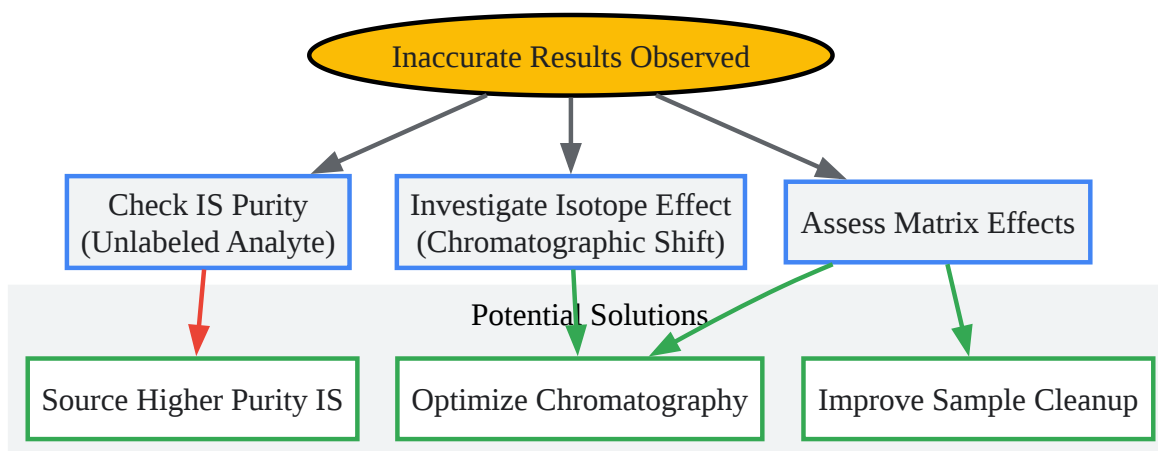 Inaccurate Results Observed
Check IS Purity
(Unlabeled Analyte)
Investigate Isotope Effect
(Chromatographic Shift)
Assess Matrix Effects
Potential Solutions
Source Higher Purity IS
Optimize Chromatography
Improve Sample Cleanup